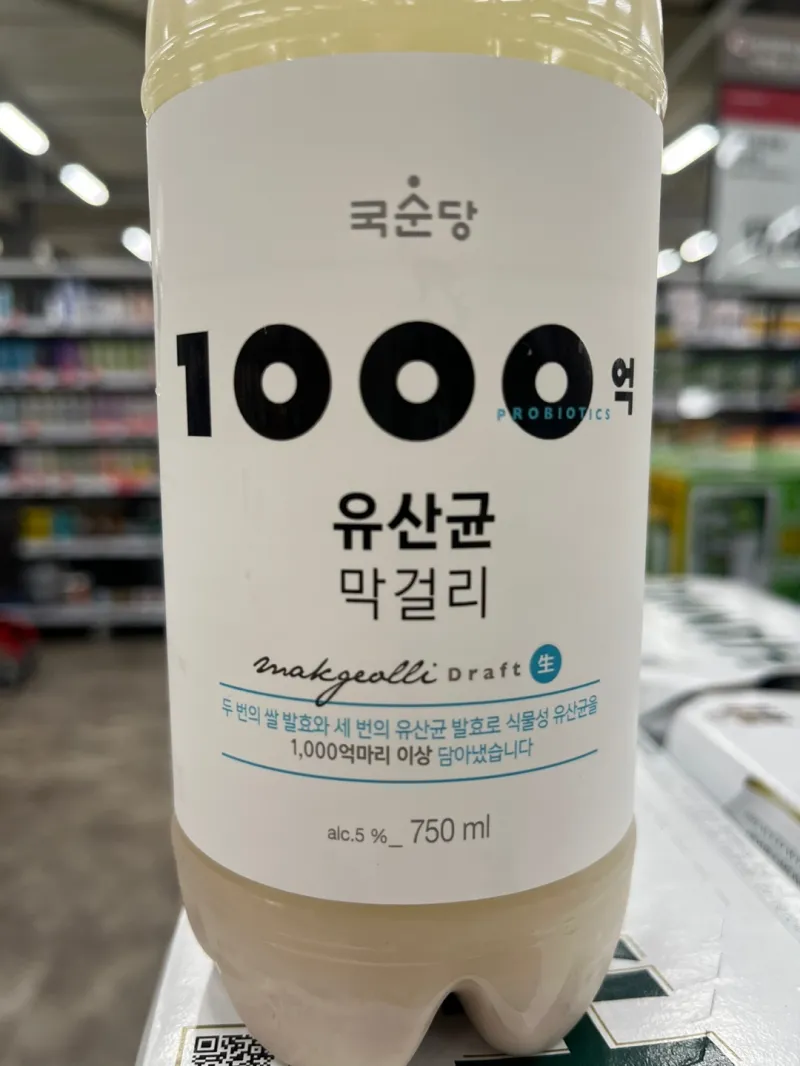 국순당
1000억
PROBIOTICS
유산균
막걸리
makgeolli Draft 生
두 번의 쌀 발효와 세 번의 유산균 발효로 식물성 유산균을
1,000억마리 이상 담아냈습니다
alc.5 %_ 750 ml